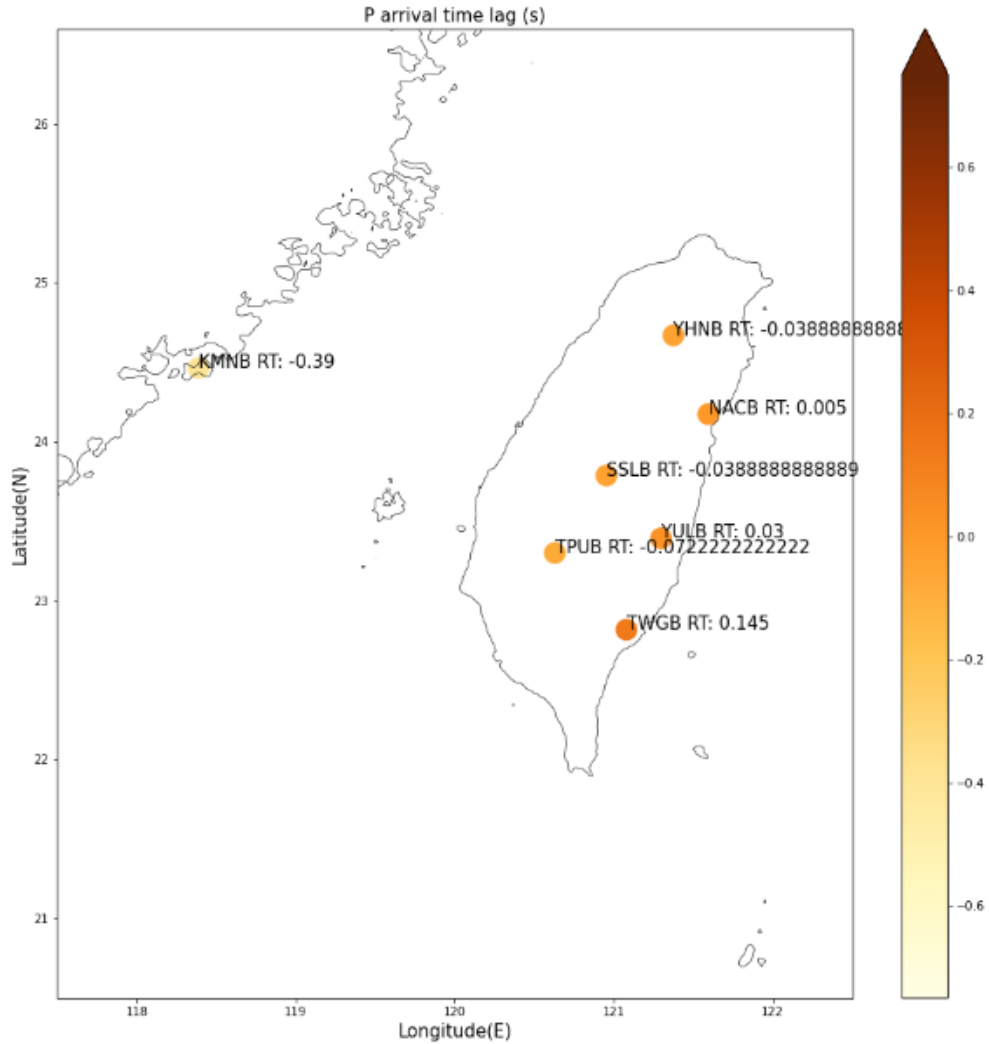 P arrival time lag (s)
26
25
24
23
22
21
Latitude(N)
118
119
120
121
122
Longitude(E)
YHNB RT: -0.03888888888
KMNB RT: -0.39
NACB RT: 0.005
SSLB RT: -0.0388888888889
YULB RT: 0.03
TPUB RT: -0.0722222222222
TWGB RT: 0.145
0.6
0.4
0.2
0.0
−0.2
−0.4
−0.6